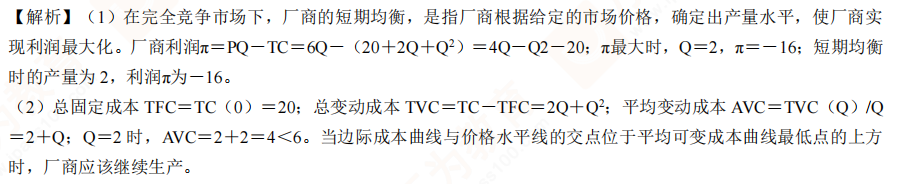 【解析】（1）在完全竞争市场下，厂商的短期均衡，是指厂商根据给定的市场价格，确定出产量水平，使厂商实
现利润最大化。厂商利润π＝PQ－TC＝6Q－（20＋2Q＋Q²）＝4Q－Q2－20；π最大时，Q＝2，π＝－16；短期均衡
时的产量为 2，利润π为－16。
（2）总固定成本 TFC＝TC（0）＝20；总变动成本 TVC＝TC－TFC＝2Q＋Q²；平均变动成本 AVC＝TVC（Q）/Q
＝2＋Q；Q＝2 时，AVC＝2＋2＝4＜6。当边际成本曲线与价格水平线的交点位于平均可变成本曲线最低点的上方
时，厂商应该继续生产。